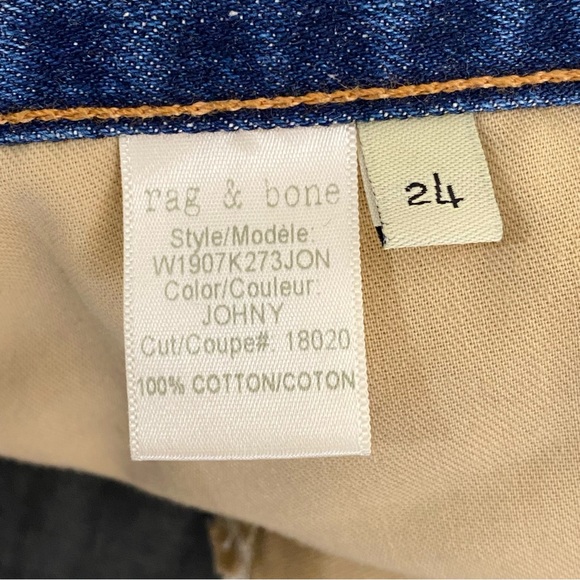 rag & bone
Style/Modèle:
W1907K273JON
Color/Couleur:
JOHNY
Cut/Coupe#: 18020
100% COTTON/COTON
24